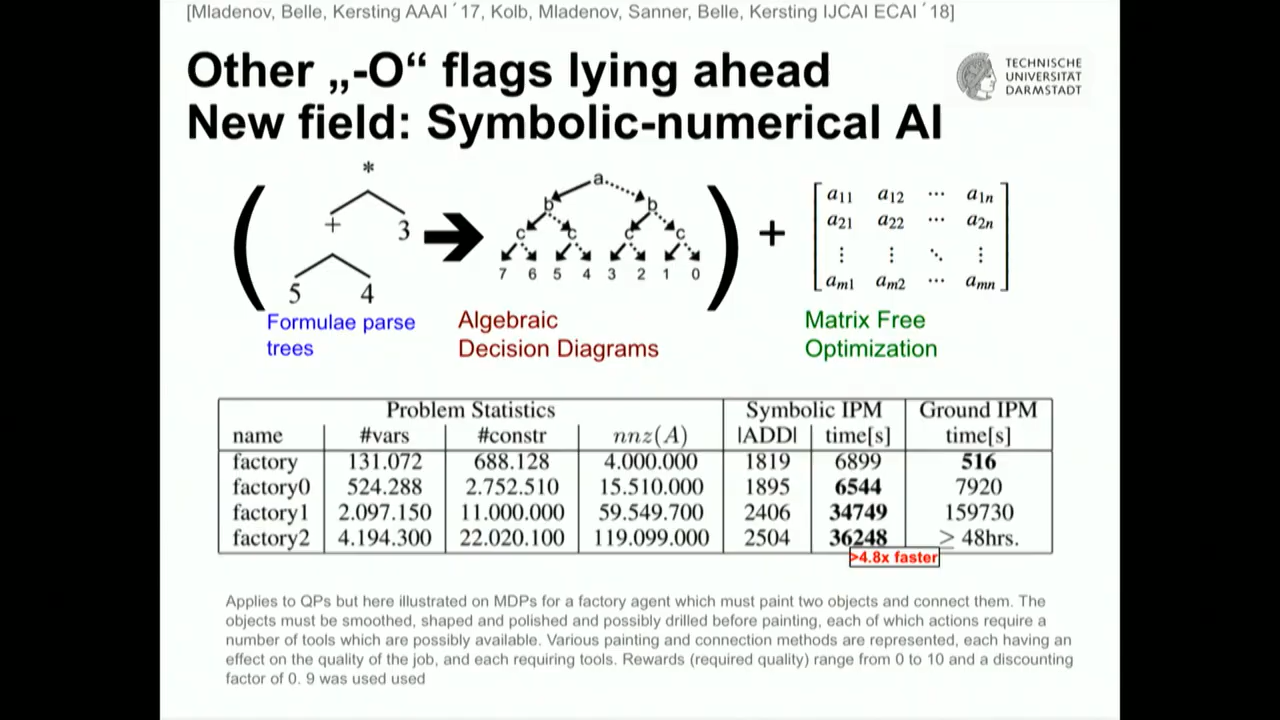 [Mladenov, Belle, Kersting AAAI ´17, Kolb, Mladenov, Sanner, Belle, Kersting IJCAI ECAI ´18]
Other „-O“ flags lying ahead
New field: Symbolic-numerical AI
TECHNISCHE
UNIVERSITÄT
DARMSTADT
*
+ 3
5 4
a
b b
c c c c
7 6 5 4 3 2 1 0
+
a11 a12 ⋯ a1n
a21 a22 ⋯ a2n
⋮ ⋮ ⋱ ⋮
am1 am2 ⋯ amn
Formulae parse
trees
Algebraic
Decision Diagrams
Matrix Free
Optimization
Problem Statistics Symbolic IPM Ground IPM
name #vars #constr nnz(A) |ADD| time[s] time[s]
factory 131.072 688.128 4.000.000 1819 6899 516
factory0 524.288 2.752.510 15.510.000 1895 6544 7920
factory1 2.097.150 11.000.000 59.549.700 2406 34749 159730
factory2 4.194.300 22.020.100 119.099.000 2504 36248 ≥ 48hrs.
>4.8x faster
Applies to QPs but here illustrated on MDPs for a factory agent which must paint two objects and connect them. The
objects must be smoothed, shaped and polished and possibly drilled before painting, each of which actions require a
number of tools which are possibly available. Various painting and connection methods are represented, each having an
effect on the quality of the job, and each requiring tools. Rewards (required quality) range from 0 to 10 and a discounting
factor of 0. 9 was used used